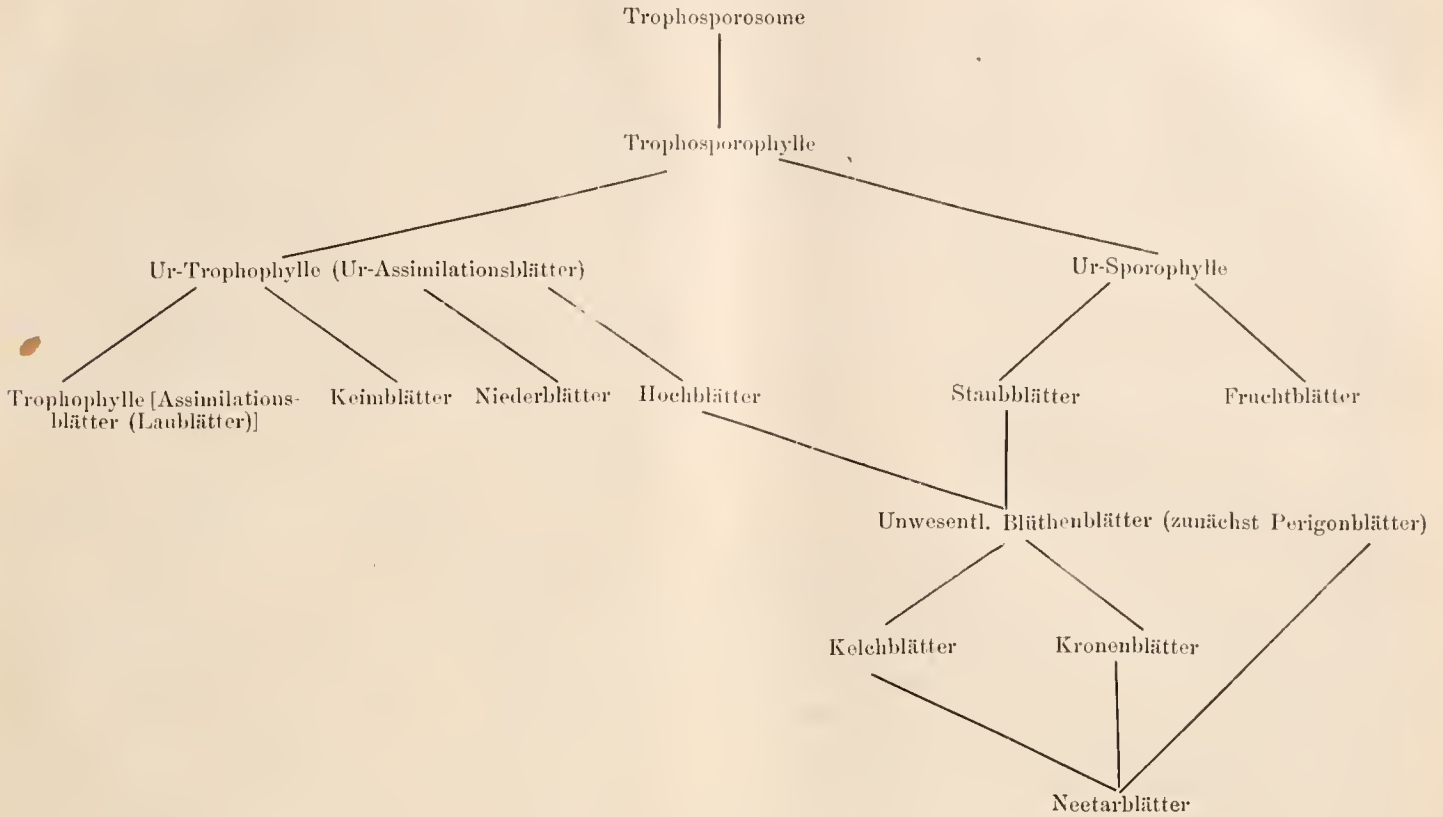 Trophosporosome
Trophosporophylle
Ur-Trophophylle (Ur-Assimilationsblätter)
Ur-Sporophylle
Trophophylle [Assimilations-
blätter (Laublätter)]
Keimblätter
Niederblätter
Hochblätter
Staubblätter
Fruchtblätter
Unwesentl. Blüthenblätter (zunächst Perigonblätter)
Kelchblätter
Kronenblätter
Nectarblätter